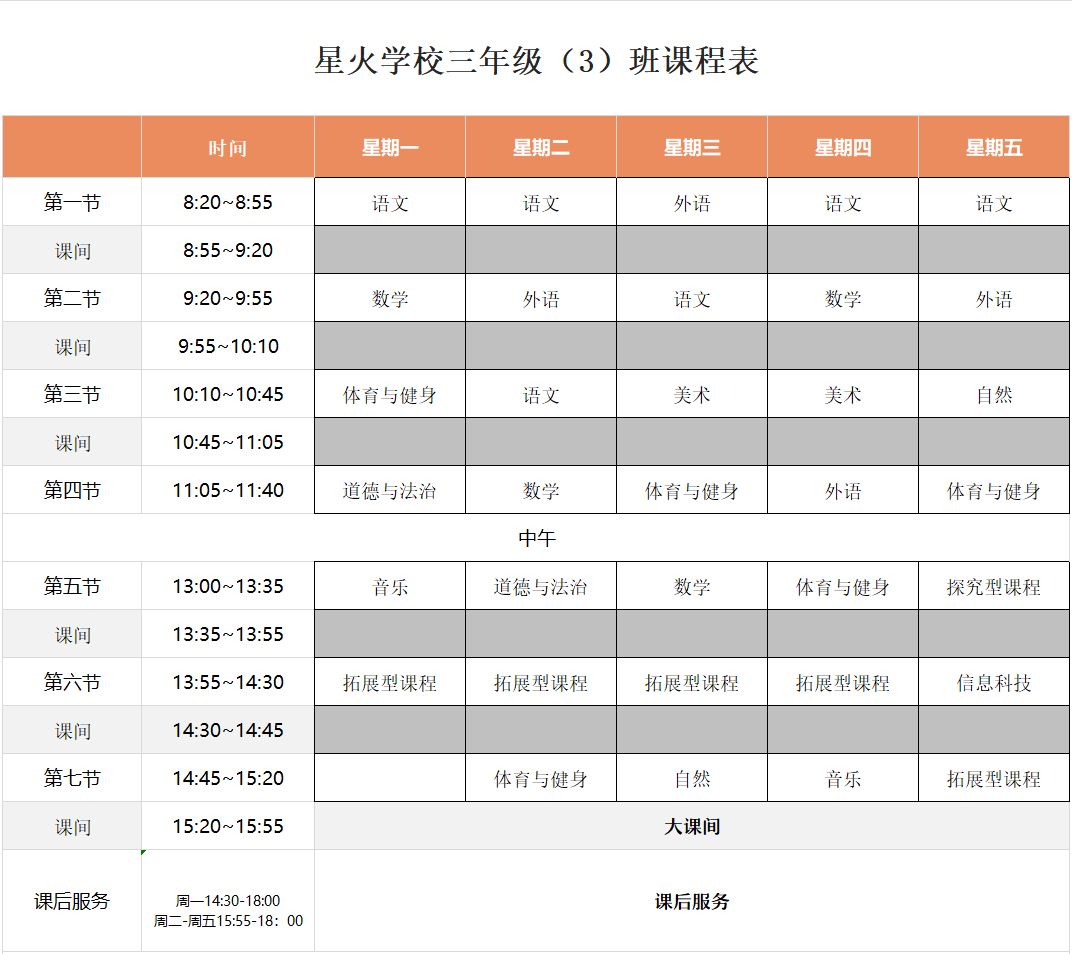 星火学校三年级（3）班课程表
时间 星期一 星期二 星期三 星期四 星期五
第一节 8:20~8:55 语文 语文 外语 语文 语文
课间 8:55~9:20
第二节 9:20~9:55 数学 外语 语文 数学 外语
课间 9:55~10:10
第三节 10:10~10:45 体育与健身 语文 美术 美术 自然
课间 10:45~11:05
第四节 11:05~11:40 道德与法治 数学 体育与健身 外语 体育与健身
中午
第五节 13:00~13:35 音乐 道德与法治 数学 体育与健身 探究型课程
课间 13:35~13:55
第六节 13:55~14:30 拓展型课程 拓展型课程 拓展型课程 拓展型课程 信息科技
课间 14:30~14:45
第七节 14:45~15:20 体育与健身 自然 音乐 拓展型课程
课间 15:20~15:55 大课间
课后服务 周一14:30-18:00 课后服务
周二-周五15:55-18：00